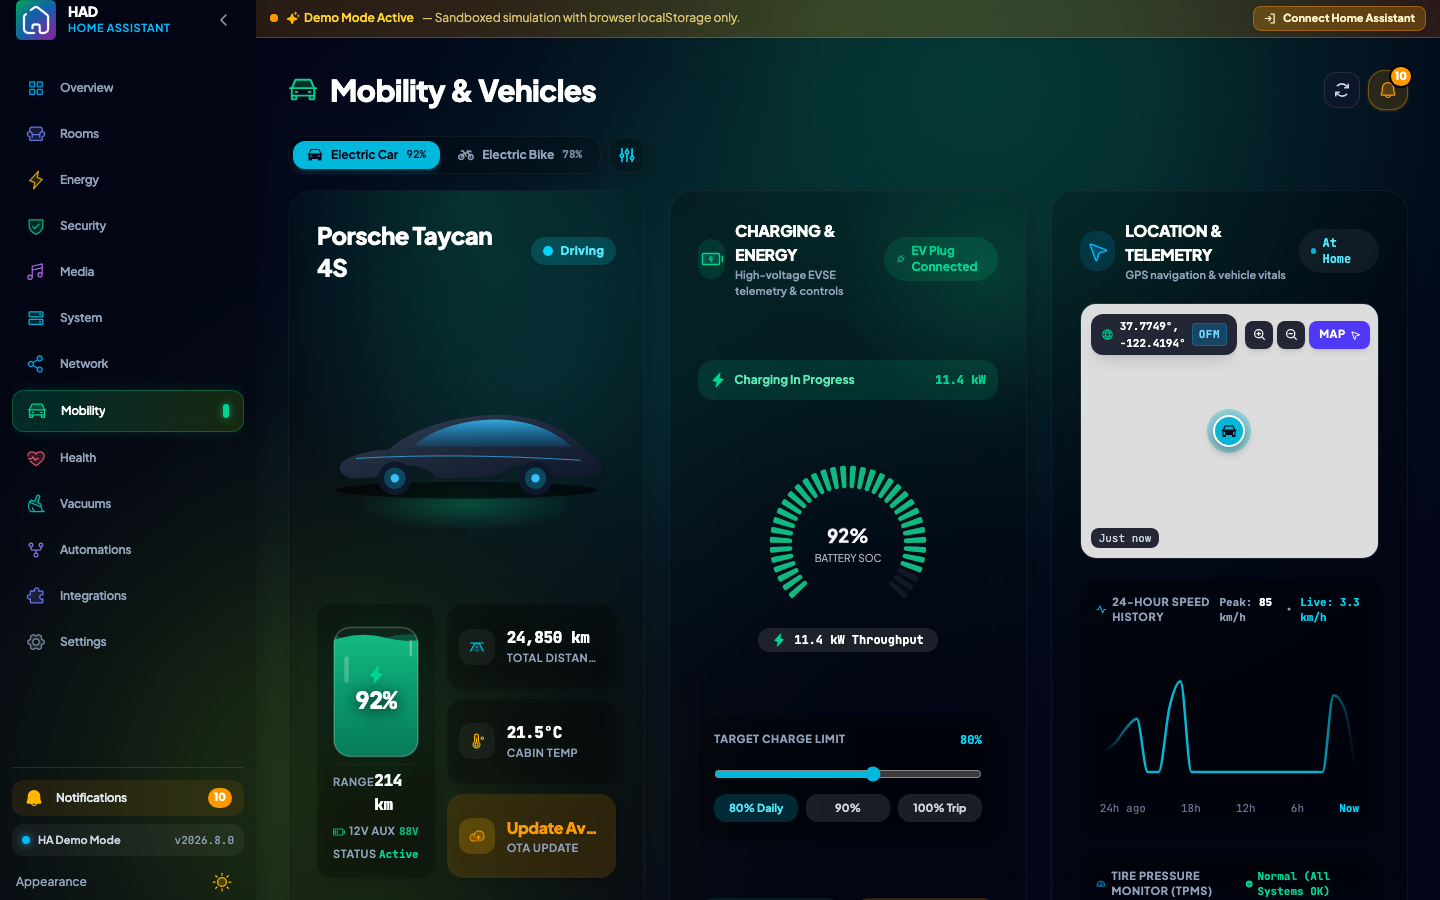 HAD
HOME ASSISTANT
Demo Mode Active — Sandboxed simulation with browser localStorage only.
Connect Home Assistant
Overview
Rooms
Energy
Security
Media
System
Network
Mobility
Health
Vacuums
Automations
Integrations
Settings
Notifications 10
HA Demo Mode v2026.8.0
Appearance
Mobility & Vehicles
10
Electric Car 92%
Electric Bike 78%
Porsche Taycan
4S
Driving
92%
RANGE 214
km
12V AUX 88V
STATUS Active
24,850 km
TOTAL DISTAN...
21.5°C
CABIN TEMP
Update Av...
OTA UPDATE
CHARGING &
ENERGY
High-voltage EVSE
telemetry & controls
EV Plug
Connected
Charging In Progress 11.4 kW
92%
BATTERY SOC
11.4 kW Throughput
TARGET CHARGE LIMIT 80%
80% Daily
90%
100% Trip
LOCATION &
TELEMETRY
GPS navigation & vehicle vitals
At
Home
37.7749°,
-122.4194°
OFM
MAP
Just now
24-HOUR SPEED
HISTORY
Peak: 85
km/h
•
Live: 3.3
km/h
24h ago 18h 12h 6h Now
TIRE PRESSURE
MONITOR (TPMS)
Normal (All
Systems OK)